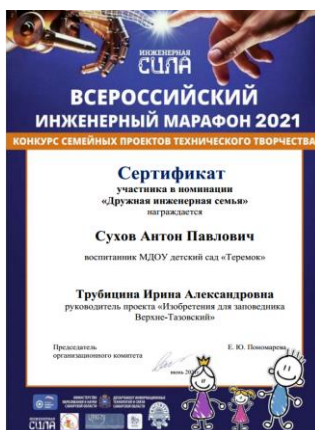 ИНЖЕНЕРНАЯ
СИЛА
ВСЕРОССИЙСКИЙ
ИНЖЕНЕРНЫЙ МАРАФОН 2021
КОНКУРС СЕМЕЙНЫХ ПРОЕКТОВ ТЕХНИЧЕСКОГО ТВОРЧЕСТВА
Сертификат
участника в номинации
«Дружная инженерная семья»
награждается
Сухов Антон Павлович
воспитанник МДОУ детский сад «Теремок»
Трубицина Ирина Александровна
руководитель проекта «Изобретения для заповедника
Верхне-Тазовский»
Председатель
организационного комитета
Е. Ю. Пономарева
июнь
СИЛА